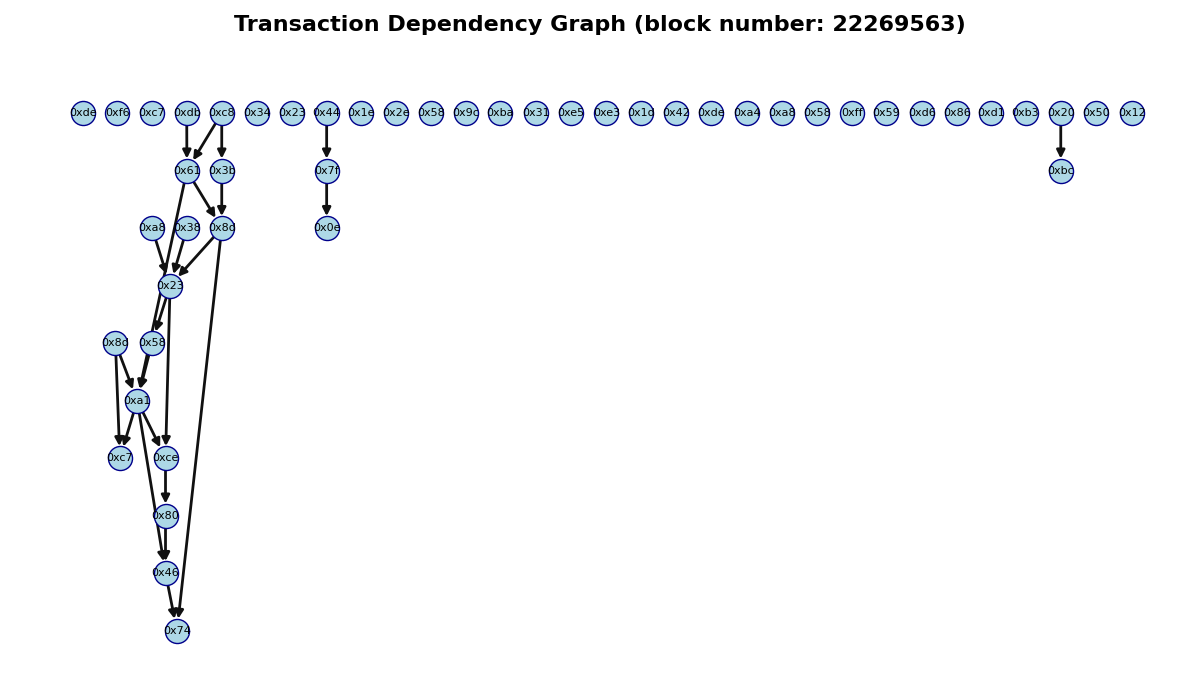 Transaction Dependency Graph (block number: 22269563)
0xde 0xf6 0xc7 0xdb 0xc8 0x34 0x23 0x44 0x1e 0x2e 0x58 0x9c 0xba 0x31 0xe5 0xe3 0x1d 0x42 0xde 0xa4 0xa8 0x58 0xff 0x59 0xd6 0x86 0xd1 0xb3 0x20 0x50 0x12
0x61 0x3b 0x7f 0xbc
0xa8 0x38 0x8d 0x0e
0x23
0x8d 0x58
0xa1
0xc7 0xce
0x80
0x46
0x74